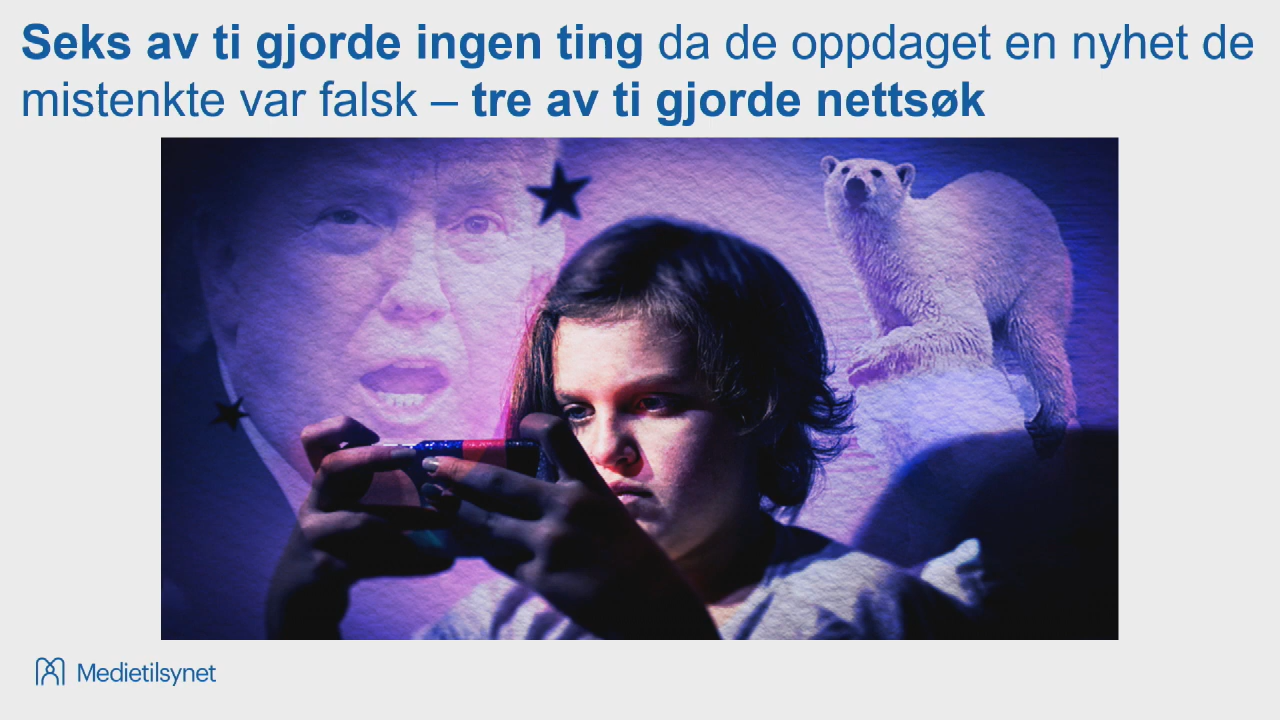 Seks av ti gjorde ingen ting da de oppdaget en nyhet de
mistenkte var falsk – tre av ti gjorde nettsøk
Medietilsynet